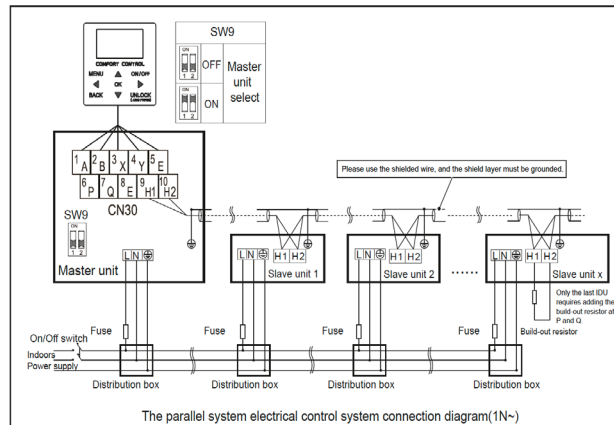 SW9
ON
1 2
OFF
Master
unit
select
ON
1 2
ON
COMFORT CONTROL
MENU
ON/OFF
OK
BACK
UNLOCK
1 A
2 B
3 X
4 Y
5 E
6 P
7 Q
8 E
9 H1
10 H2
CN30
SW9
ON
1 2
Master unit
L N
Please use the shielded wire, and the shield layer must be grounded.
L N
H1 H2
Slave unit 1
L N
H1 H2
Slave unit 2
......
L N
H1 H2
Slave unit x
Only the last IDU
requires adding the
build-out resistor at
P and Q
Build-out resistor
On/Off switch
Fuse
Fuse
Fuse
Fuse
Indoors
Power supply
Distribution box
Distribution box
Distribution box
Distribution box
The parallel system electrical control system connection diagram(1N~)